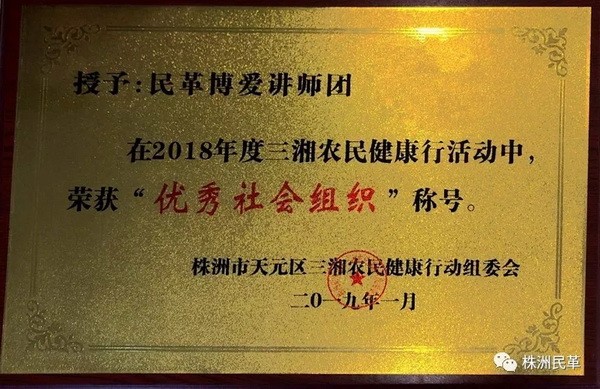 授予:民革博爱讲师团
在2018年度三湘农民健康行活动中,
荣获“优秀社会组织”称号。
株洲市天元区三湘农民健康行动组委会
二〇一九年一月
株洲民革